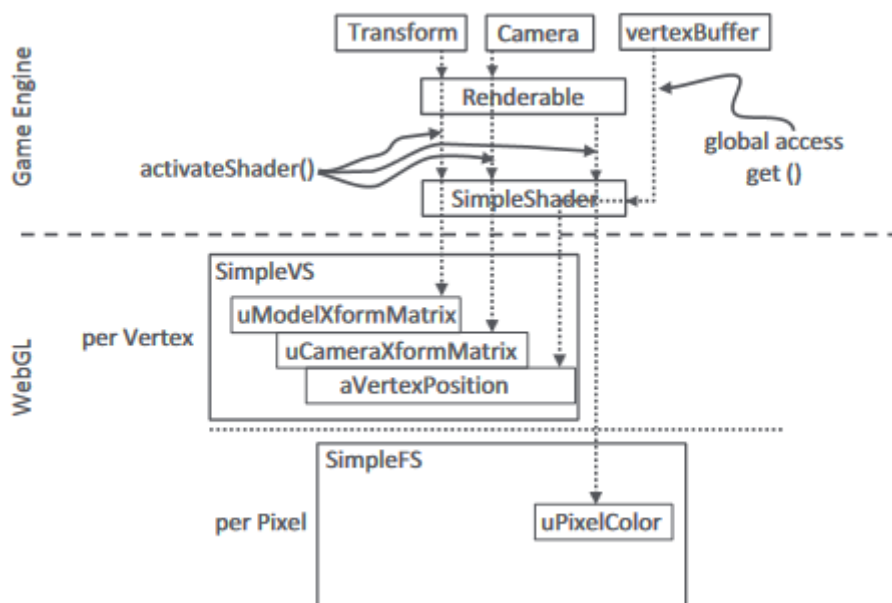 Transform
Camera
vertexBuffer
Game Engine
Renderable
global access
get ()
activateShader()
SimpleShader
WebGL
SimpleVS
per Vertex
uModelXformMatrix
uCameraXformMatrix
aVertexPosition
SimpleFS
per Pixel
uPixelColor